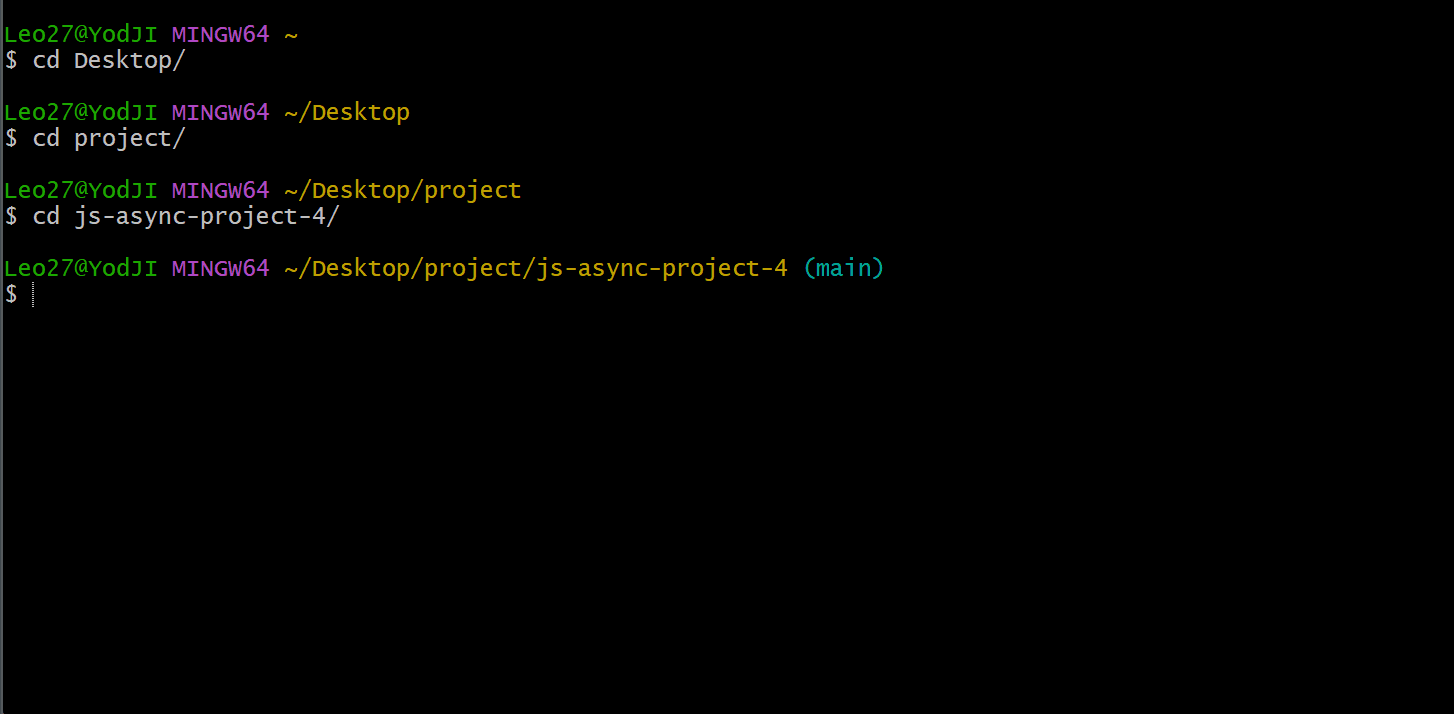 Leo27@YodJI MINGW64 ~
$ cd Desktop/
Leo27@YodJI MINGW64 ~/Desktop
$ cd project/
Leo27@YodJI MINGW64 ~/Desktop/project
$ cd js-async-project-4/
Leo27@YodJI MINGW64 ~/Desktop/project/js-async-project-4 (main)
$